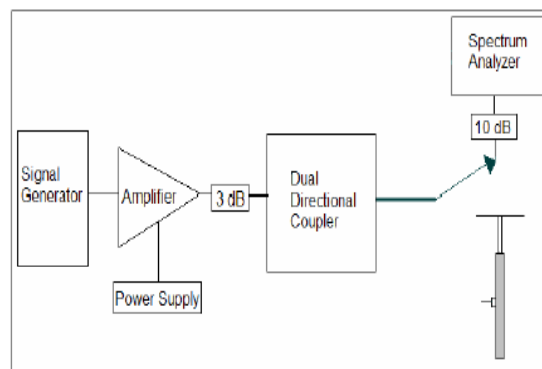 Spectrum
Analyzer
10 dB
Signal
Generator
Amplifier
3 dB
Dual
Directional
Coupler
Power Supply